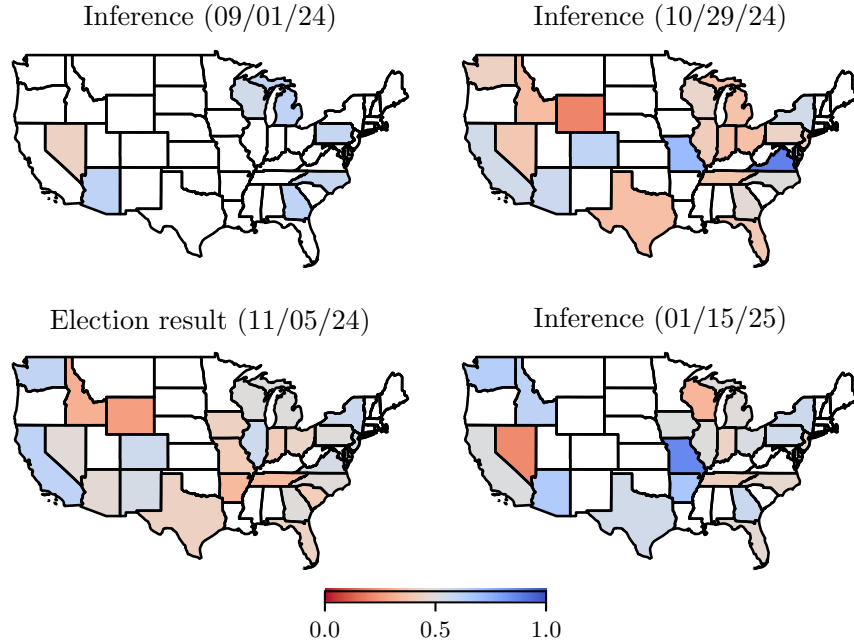 Inference (09/01/24)
Inference (10/29/24)
Election result (11/05/24)
Inference (01/15/25)
0.0
0.5
1.0